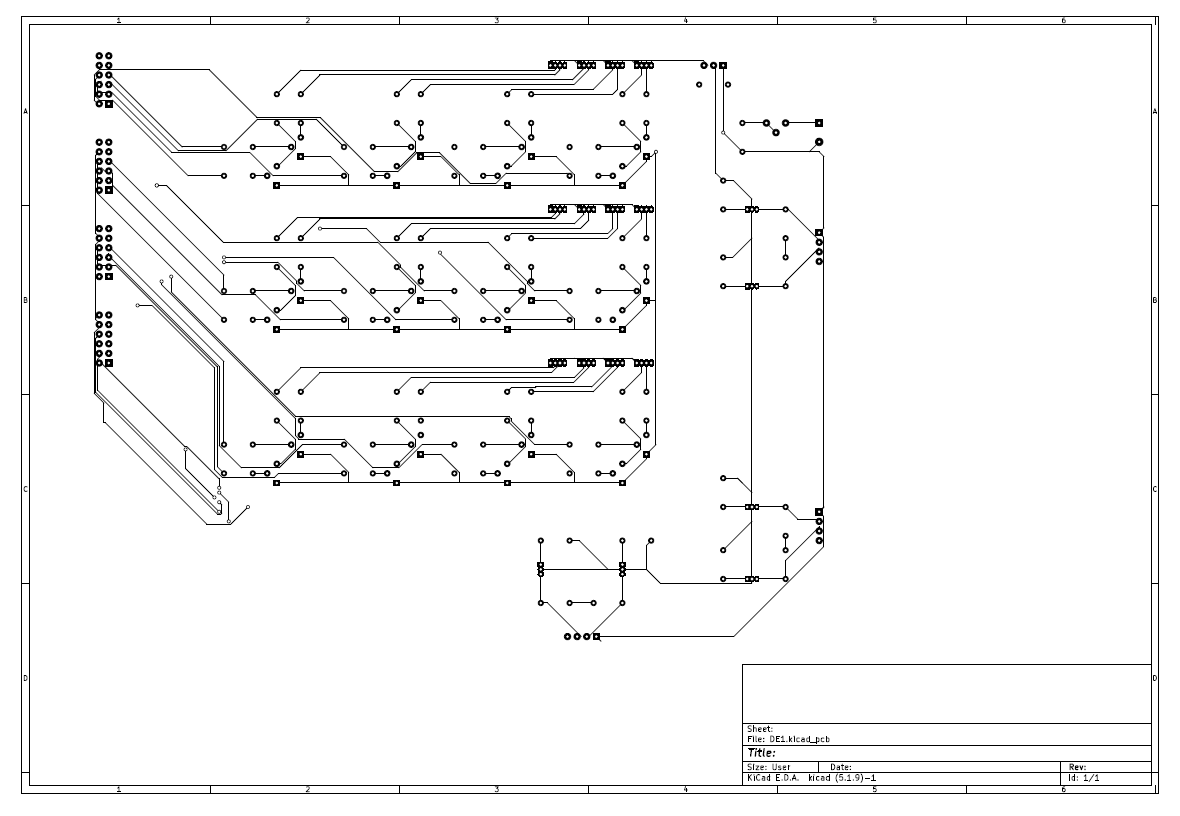 1 2 3 4 5 6
A A
B B
C C
D D
Sheet:
File: DE1.kicad_pcb
Title:
Size: User Date: Rev:
KiCad E.D.A. kicad (5.1.9)-1 Id: 1/1
1 2 3 4 5 6